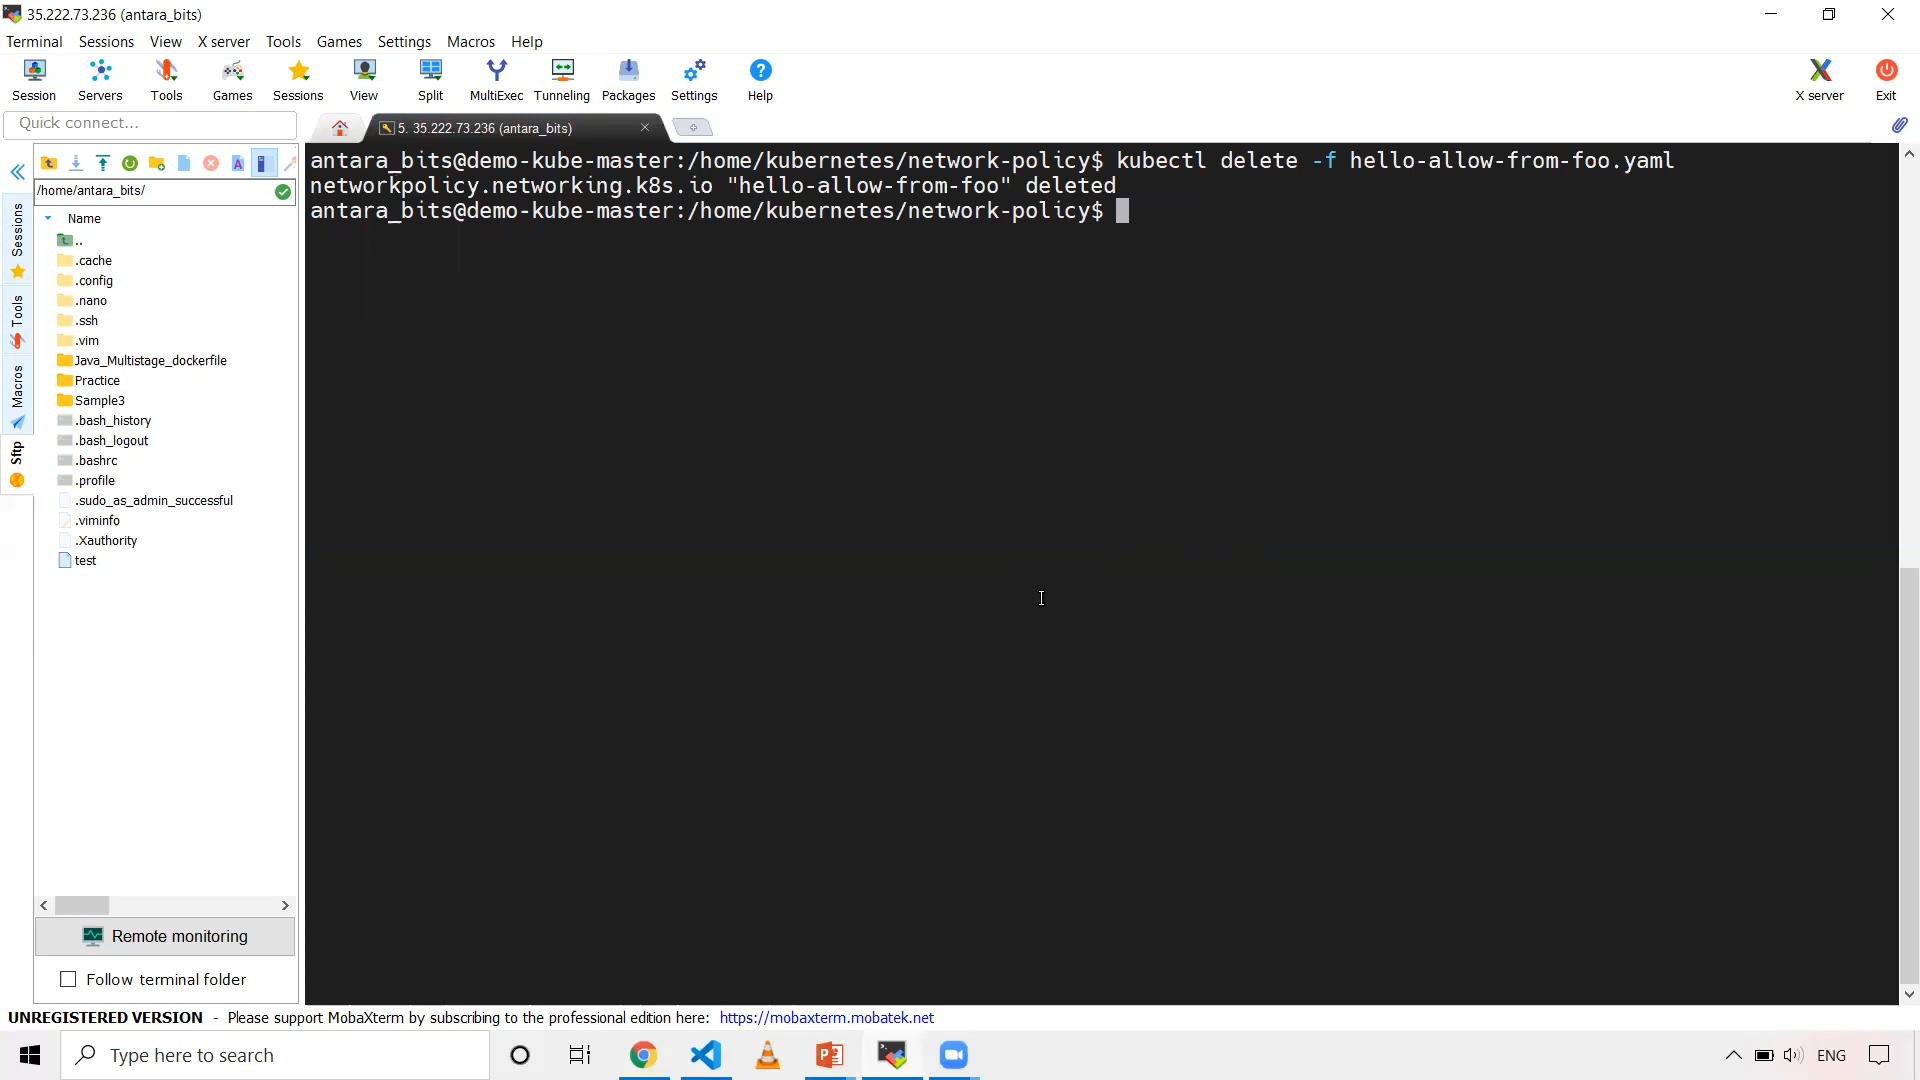 35.222.73.236 (antara_bits)
Terminal Sessions View X server Tools Games Settings Macros Help
Session Servers Tools Games Sessions View Split MultiExec Tunneling Packages Settings Help X server Exit
Quick connect...
5. 35.222.73.236 (antara_bits)
/home/antara_bits/
Name
..
.cache
.config
.nano
.ssh
.vim
Java_Multistage_dockerfile
Practice
Sample3
.bash_history
.bash_logout
.bashrc
.profile
.sudo_as_admin_successful
.viminfo
.Xauthority
test
Sessions
Tools
Macros
Sftp
antara_bits@demo-kube-master:/home/kubernetes/network-policy$ kubectl delete -f hello-allow-from-foo.yaml
networkpolicy.networking.k8s.io "hello-allow-from-foo" deleted
antara_bits@demo-kube-master:/home/kubernetes/network-policy$
Remote monitoring
Follow terminal folder
UNREGISTERED VERSION - Please support MobaXterm by subscribing to the professional edition here: https://mobaxterm.mobatek.net
Type here to search
ENG